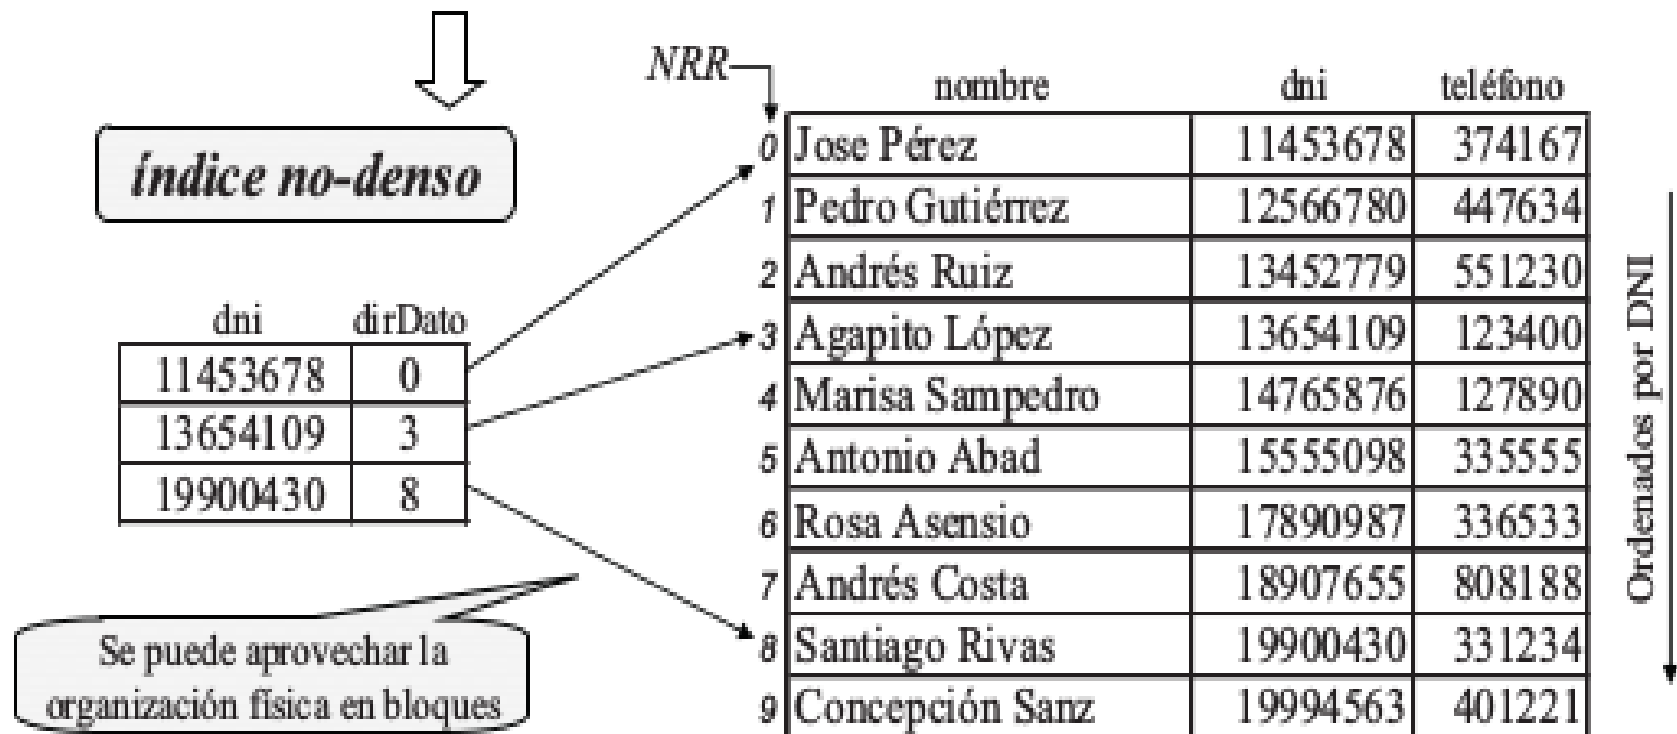 NRR
nombre dni teléfono
índice no-denso
0 Jose Pérez 11453678 374167
1 Pedro Gutiérrez 12566780 447634
2 Andrés Ruiz 13452779 551230
3 Agapito López 13654109 123400
4 Marisa Sampedro 14765876 127890
5 Antonio Abad 15555098 335555
6 Rosa Asensio 17890987 336533
7 Andrés Costa 18907655 808188
8 Santiago Rivas 19900430 331234
9 Concepción Sanz 19994563 401221
Ordenados por DNI
dni dirDato
11453678 0
13654109 3
19900430 8
Se puede aprovechar la
organización física en bloques